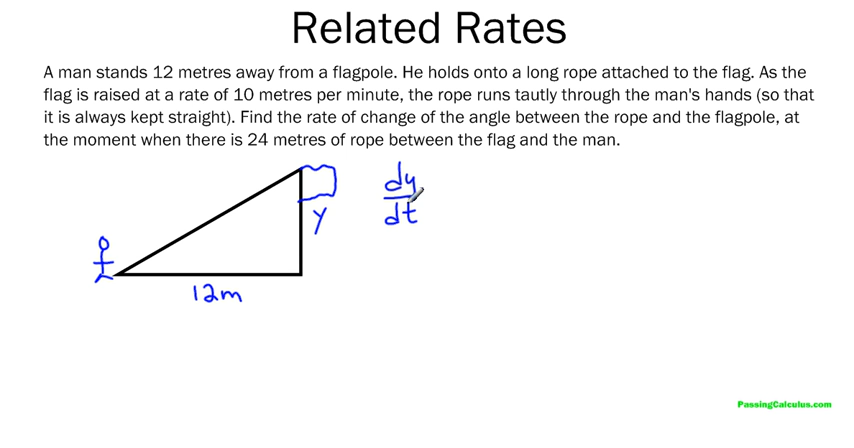 Related Rates
A man stands 12 metres away from a flagpole. He holds onto a long rope attached to the flag. As the
flag is raised at a rate of 10 metres per minute, the rope runs tautly through the man's hands (so that
it is always kept straight). Find the rate of change of the angle between the rope and the flagpole, at
the moment when there is 24 metres of rope between the flag and the man.
dy
dt
y
12m
PassingCalculus.com